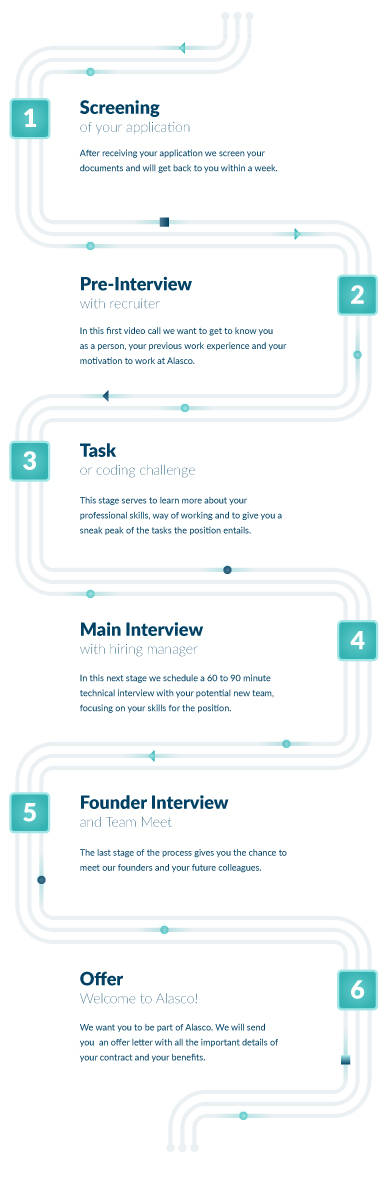 1
Screening
of your application
After receiving your application we screen your
documents and will get back to you within a week.
2
Pre-Interview
with recruiter
In this first video call we want to get to know you
as a person, your previous work experience and your
motivation to work at Alasco.
3
Task
or coding challenge
This stage serves to learn more about your
professional skills, way of working and to give you a
sneak peak of the tasks the position entails.
4
Main Interview
with hiring manager
In this next stage we schedule a 60 to 90 minute
technical interview with your potential new team,
focusing on your skills for the position.
5
Founder Interview
and Team Meet
The last stage of the process gives you the chance to
meet our founders and your future colleagues.
6
Offer
Welcome to Alasco!
We want you to be part of Alasco. We will send
you an offer letter with all the important details of
your contract and your benefits.